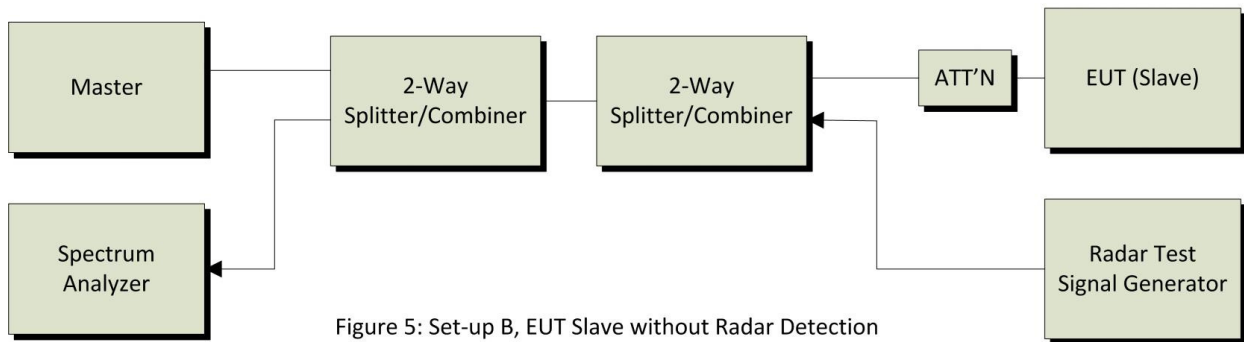 Master
2-Way
Splitter/Combiner
2-Way
Splitter/Combiner
ATT’N
EUT (Slave)
Spectrum
Analyzer
Radar Test
Signal Generator
Figure 5: Set-up B, EUT Slave without Radar Detection